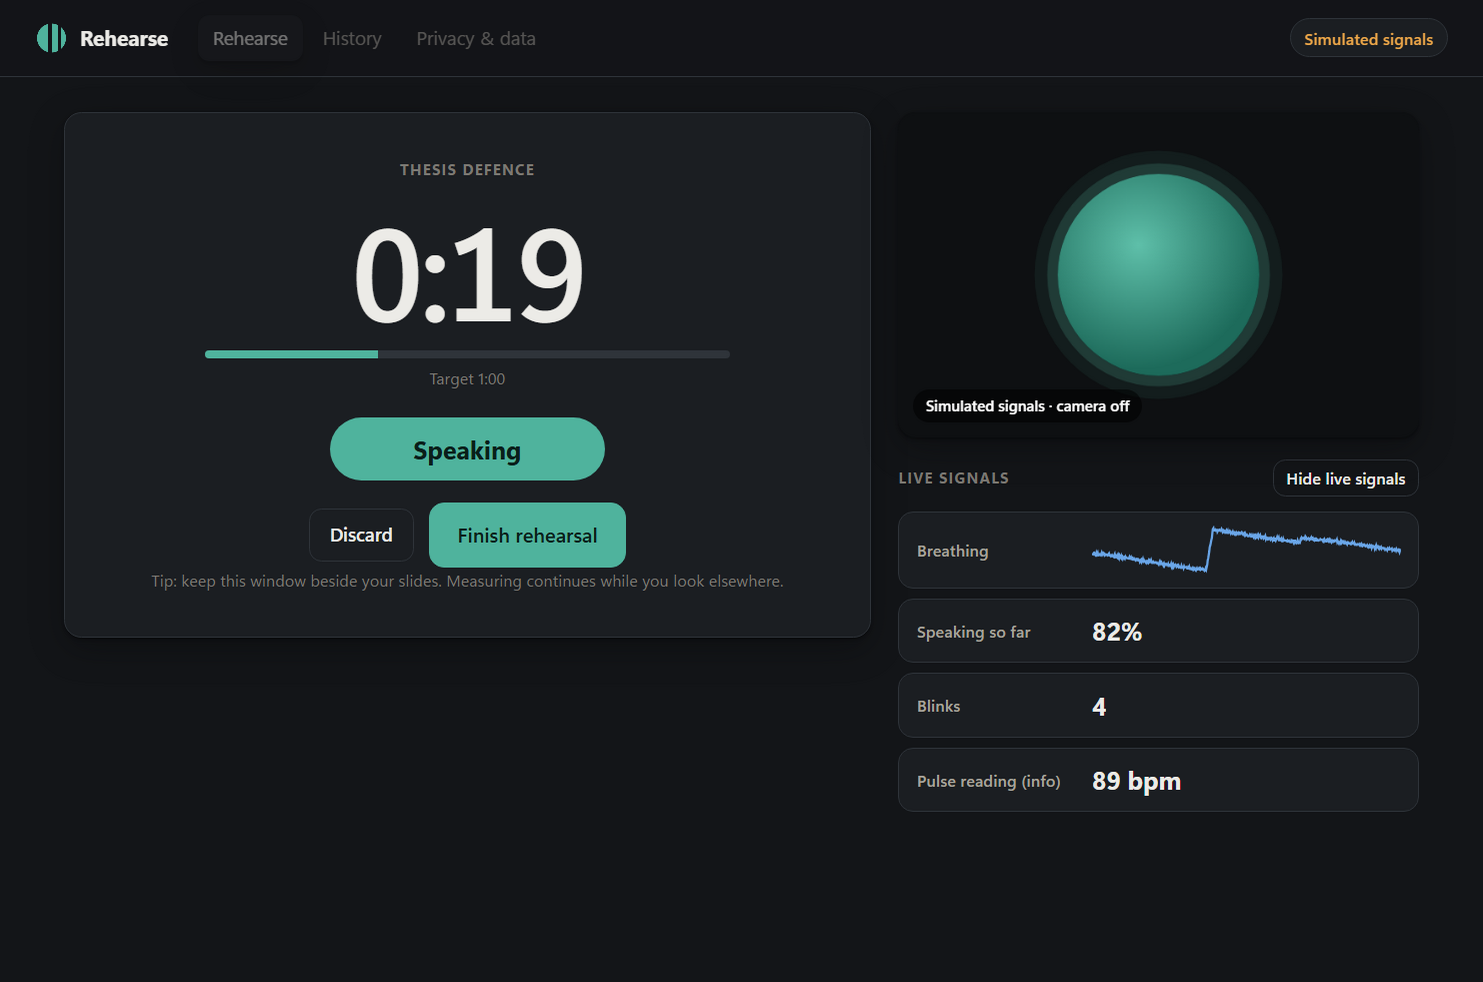 Rehearse
Rehearse
History
Privacy & data
Simulated signals
THESIS DEFENCE
0:19
Target 1:00
Speaking
Discard
Finish rehearsal
Tip: keep this window beside your slides. Measuring continues while you look elsewhere.
Simulated signals · camera off
LIVE SIGNALS
Hide live signals
Breathing
Speaking so far 82%
Blinks 4
Pulse reading (info) 89 bpm